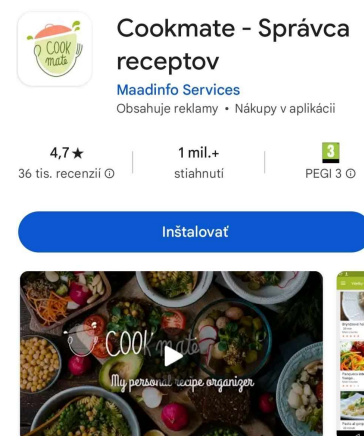 COOK
mate
Cookmate - Správca
receptov
Maadinfo Services
Obsahuje reklamy • Nákupy v aplikácii
4,7★
36 tis. recenzií
1 mil.+
stiahnutí
3
PEGI 3
Inštalovať
COOKmate
My personal recipe organizer